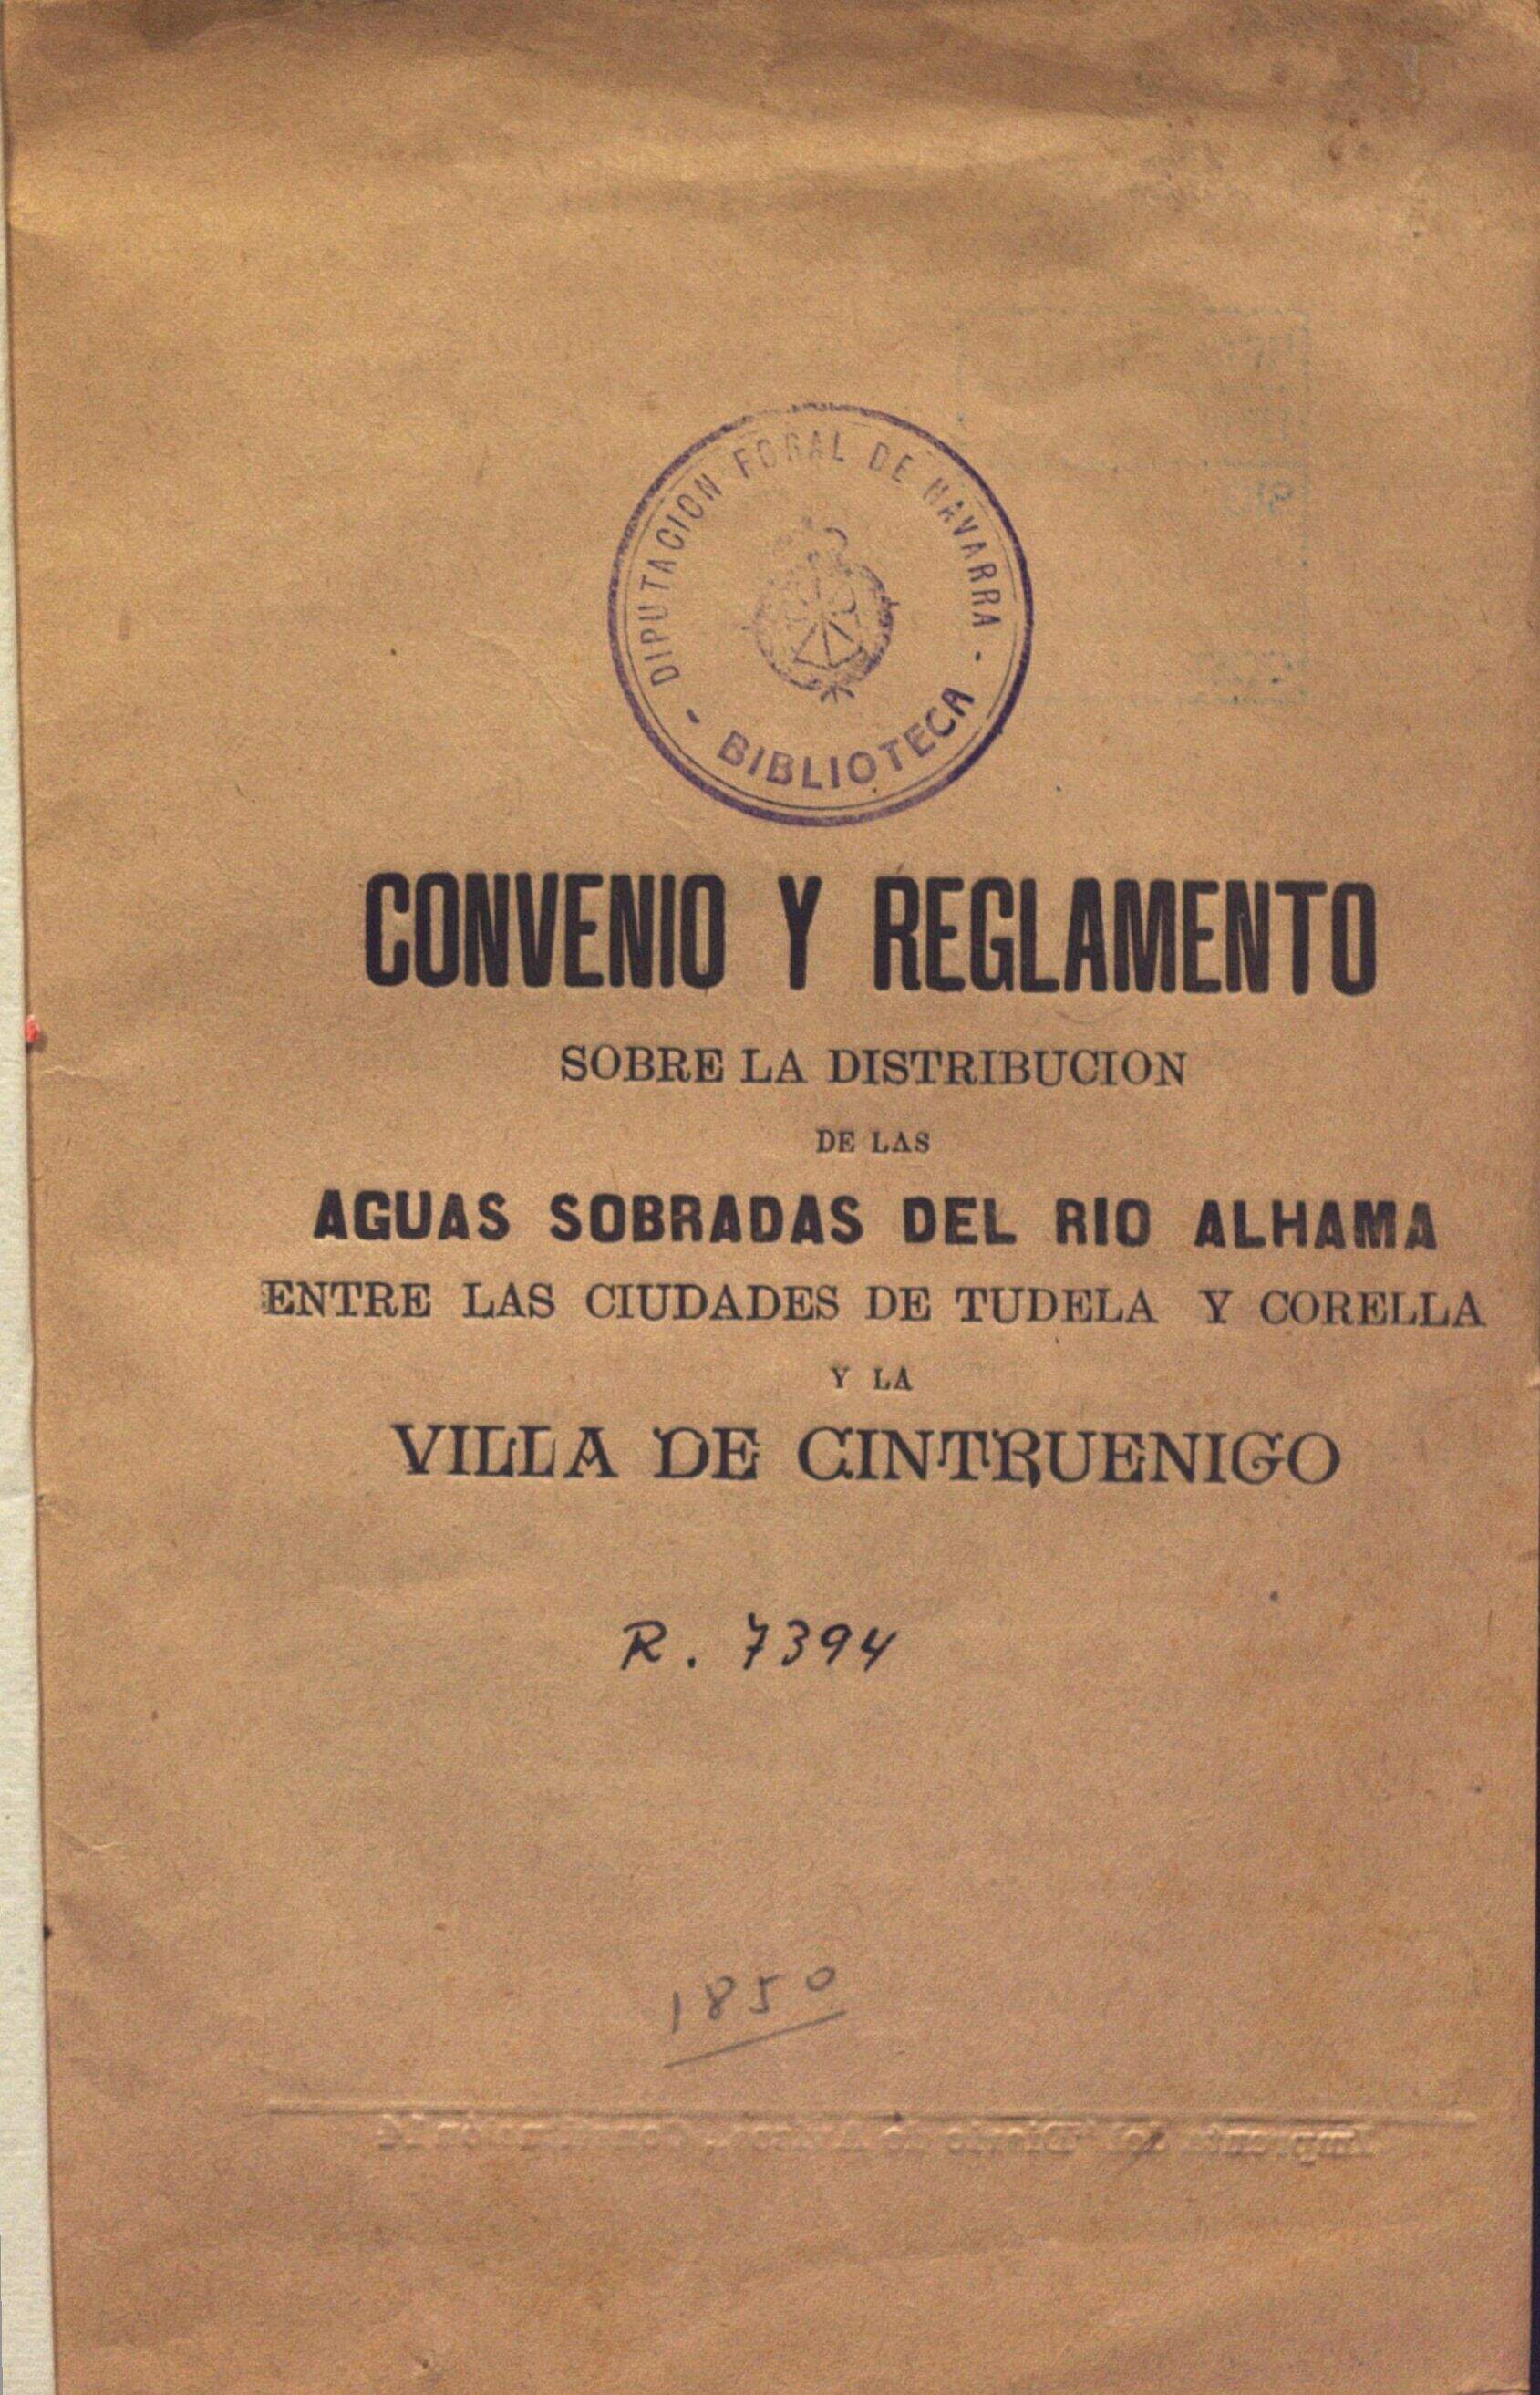 DIPUTACION FORAL DE NAVARRA
- BIBLIOTECA -
CONVENIO Y REGLAMENTO
SOBRE LA DISTRIBUCION
DE LAS
AGUAS SOBRADAS DEL RIO ALHAMA
ENTRE LAS CIUDADES DE TUDELA Y CORELLA
Y LA
VILLA DE CINTRUENIGO
R. 7394
1850